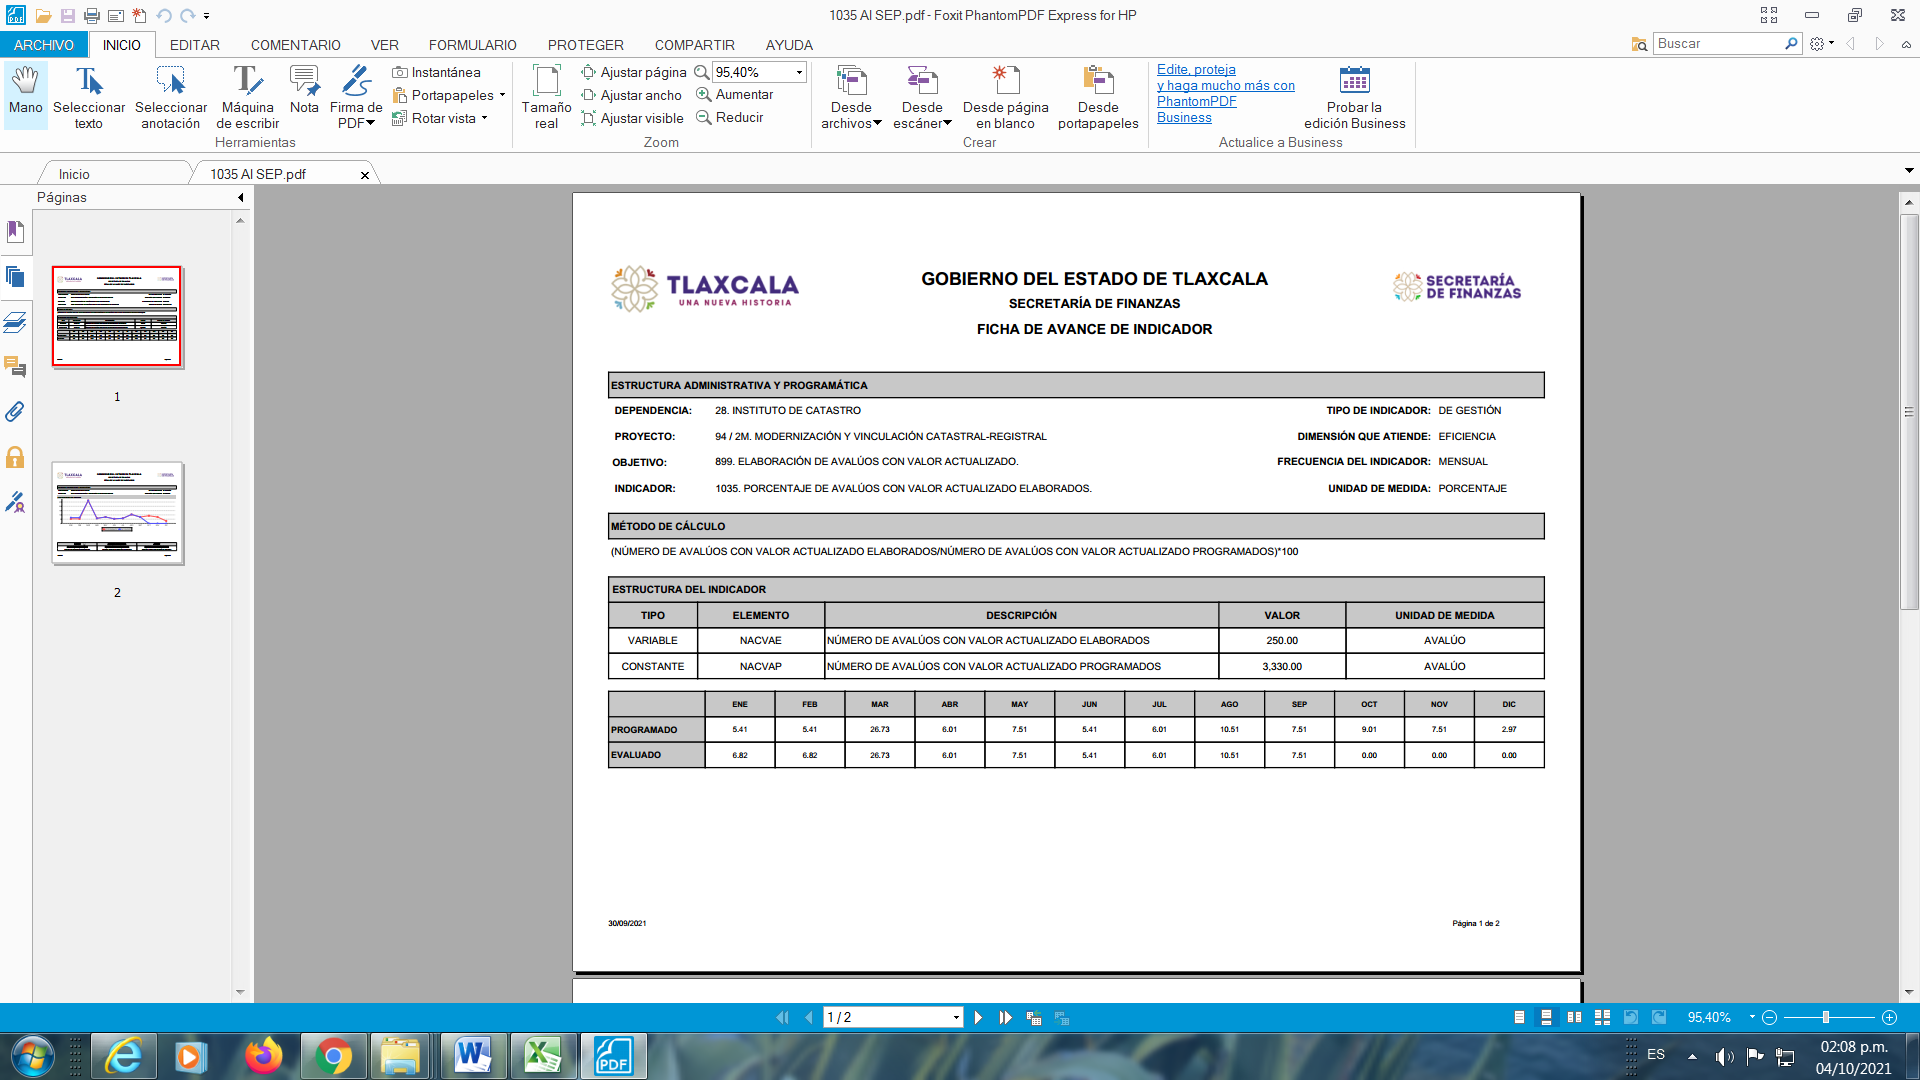 1035 AI SEP.pdf - Foxit PhantomPDF Express for HP
ARCHIVO INICIO EDITAR COMENTARIO VER FORMULARIO PROTEGER COMPARTIR AYUDA
Buscar
Mano
Seleccionar texto
Seleccionar anotación
Máquina de escribir
Nota
Firma de PDF
Instantánea
Portapapeles
Rotar vista
Herramientas
Tamaño real
Ajustar página
Ajustar ancho
Ajustar visible
95,40%
Aumentar
Reducir
Zoom
Desde archivos
Desde escáner
Desde página en blanco
Desde portapapeles
Crear
Edite, proteja
y haga mucho más con
PhantomPDF
Business
Probar la edición Business
Actualice a Business
Inicio
1035 AI SEP.pdf
Páginas
1
2
TLAXCALA
UNA NUEVA HISTORIA
GOBIERNO DEL ESTADO DE TLAXCALA
SECRETARÍA DE FINANZAS
FICHA DE AVANCE DE INDICADOR
SECRETARÍA
DE FINANZAS
ESTRUCTURA ADMINISTRATIVA Y PROGRAMÁTICA
DEPENDENCIA: 28. INSTITUTO DE CATASTRO TIPO DE INDICADOR: DE GESTIÓN
PROYECTO: 94 / 2M. MODERNIZACIÓN Y VINCULACIÓN CATASTRAL-REGISTRAL DIMENSIÓN QUE ATIENDE: EFICIENCIA
OBJETIVO: 899. ELABORACIÓN DE AVALÚOS CON VALOR ACTUALIZADO. FRECUENCIA DEL INDICADOR: MENSUAL
INDICADOR: 1035. PORCENTAJE DE AVALÚOS CON VALOR ACTUALIZADO ELABORADOS. UNIDAD DE MEDIDA: PORCENTAJE
MÉTODO DE CÁLCULO
(NÚMERO DE AVALÚOS CON VALOR ACTUALIZADO ELABORADOS/NÚMERO DE AVALÚOS CON VALOR ACTUALIZADO PROGRAMADOS)*100
ESTRUCTURA DEL INDICADOR
TIPO ELEMENTO DESCRIPCIÓN VALOR UNIDAD DE MEDIDA
VARIABLE NACVAE NÚMERO DE AVALÚOS CON VALOR ACTUALIZADO ELABORADOS 250.00 AVALÚO
CONSTANTE NACVAP NÚMERO DE AVALÚOS CON VALOR ACTUALIZADO PROGRAMADOS 3,330.00 AVALÚO
ENE FEB MAR ABR MAY JUN JUL AGO SEP OCT NOV DIC
PROGRAMADO 5.41 5.41 26.73 6.01 7.51 5.41 6.01 10.51 7.51 9.01 7.51 2.97
EVALUADO 6.82 6.82 26.73 6.01 7.51 5.41 6.01 10.51 7.51 0.00 0.00 0.00
30/09/2021 Página 1 de 2
1 / 2
95,40%
ES
02:08 p.m.
04/10/2021